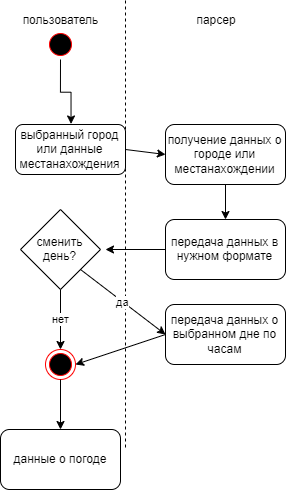 пользователь
парсер
выбранный город
или данные
местанахождения
получение данных о
городе или
местанахождении
сменить
день?
передача данных в
нужном формате
да
нет
передача данных о
выбранном дне по
часам
данные о погоде